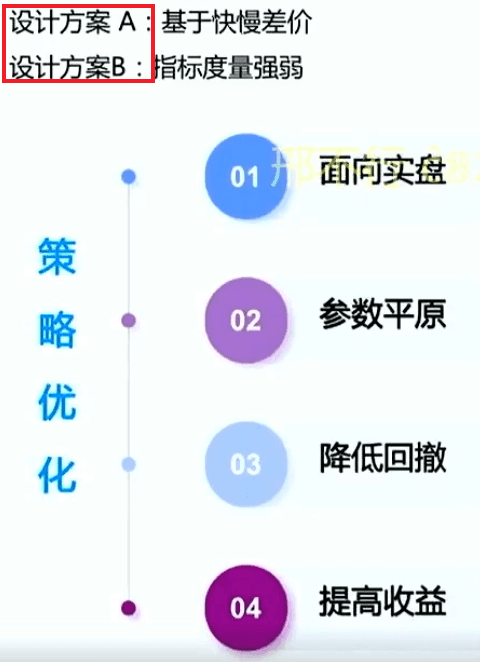 设计方案 A：基于快慢差价
设计方案B：指标度量强弱
策略优化
01 面向实盘
02 参数平原
03 降低回撤
04 提高收益